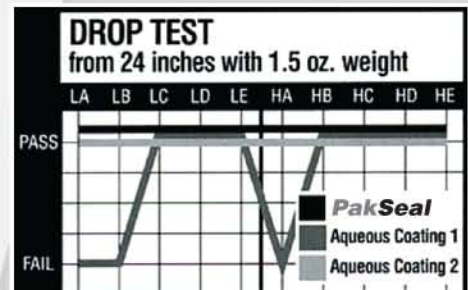 DROP TEST
from 24 inches with 1.5 oz. weight
LA LB LC LD LE HA HB HC HD HE
PASS
PakSeal
Aqueous Coating 1
FAIL Aqueous Coating 2